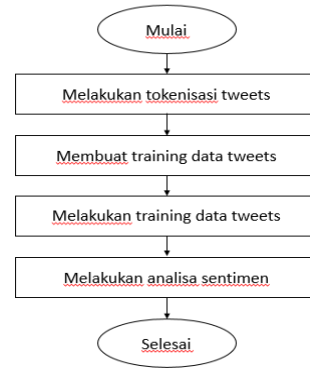 Mulai
Melakukan tokenisasi tweets
Membuat training data tweets
Melakukan training data tweets
Melakukan analisa sentimen
Selesai